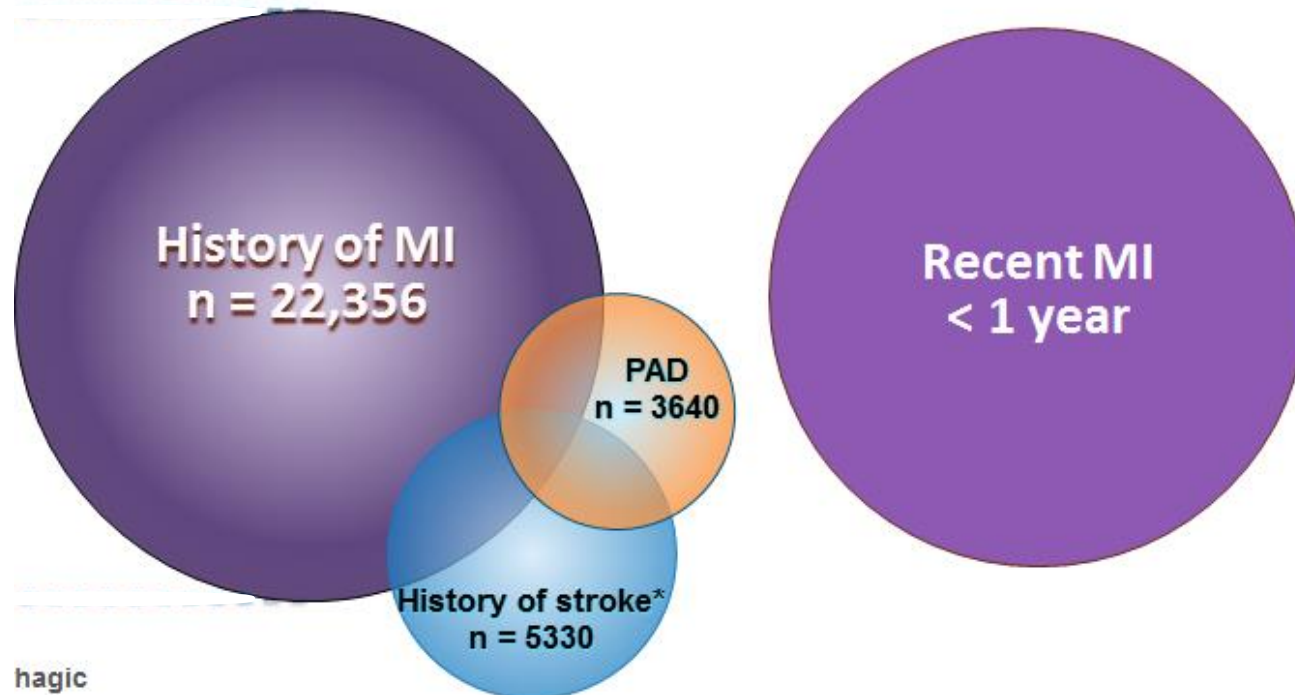 History of MI
n = 22,356
Recent MI
< 1 year
PAD
n = 3640
History of stroke*
n = 5330
hagic